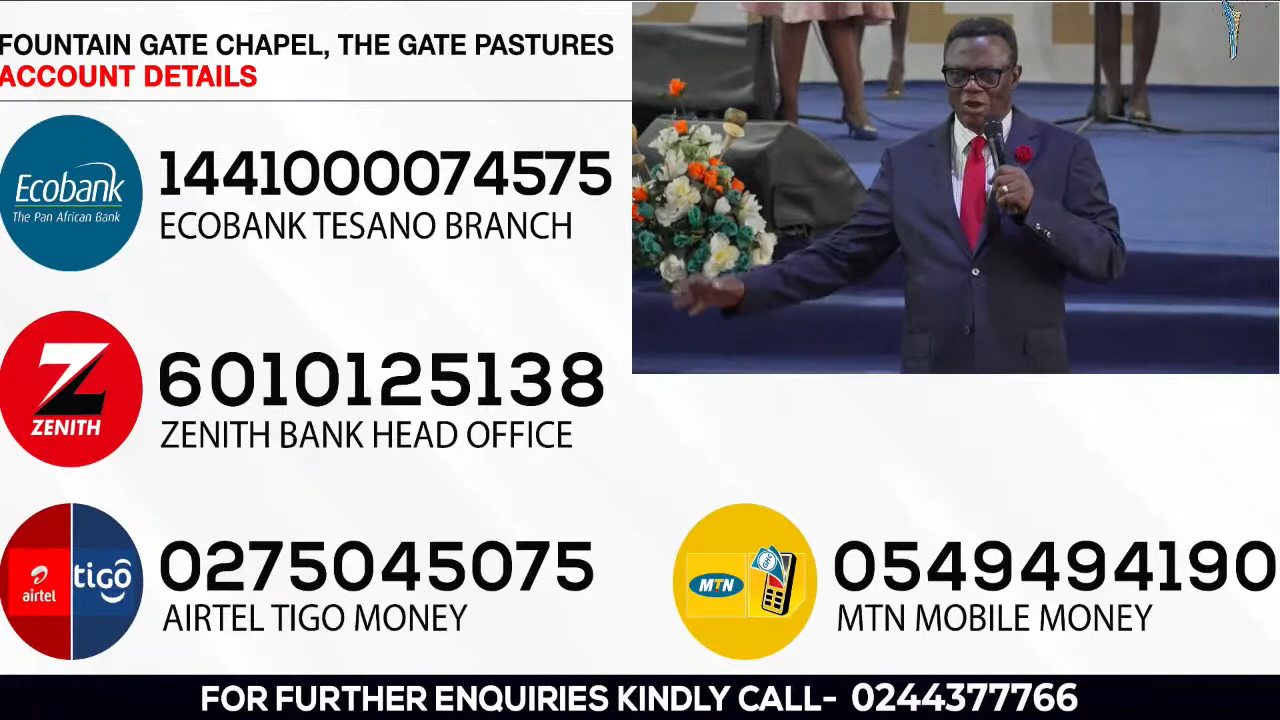 FOUNTAIN GATE CHAPEL, THE GATE PASTURES
ACCOUNT DETAILS
Ecobank
The Pan African Bank
1441000074575
ECOBANK TESANO BRANCH
Z
ZENITH
6010125138
ZENITH BANK HEAD OFFICE
airtel
tigo
0275045075
AIRTEL TIGO MONEY
MTN
0549494190
MTN MOBILE MONEY
FOR FURTHER ENQUIRIES KINDLY CALL- 0244377766